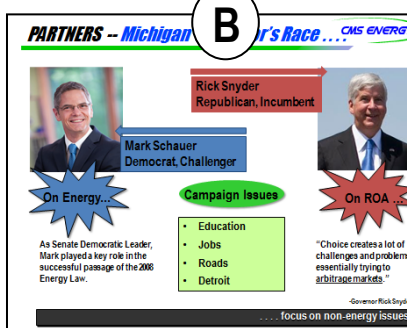 PARTNERS -- Michigan
B
r's Race . . . .
CMS ENERG
Rick Snyder
Republican, Incumbent
Mark Schauer
Democrat, Challenger
On Energy...
Campaign Issues
On ROA ...
As Senate Democratic Leader,
Mark played a key role in the
successful passage of the 2008
Energy Law.
• Education
• Jobs
• Roads
• Detroit
“Choice creates a lot of
challenges and problem
essentially trying to
arbitrage markets.”
-Governor Rick Snyd
. . . . focus on non-energy issues